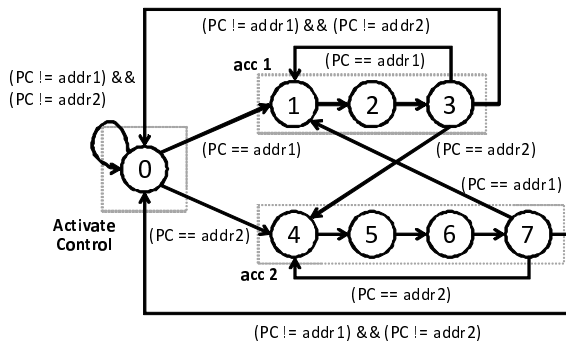 (PC != addr1) && (PC != addr2)
(PC == addr1)
acc 1
(PC != addr1) &&
(PC != addr2)
1
2
3
(PC == addr1)
(PC == addr2)
0
(PC == addr1)
Activate
Control
(PC == addr2)
4
5
6
7
acc 2
(PC == addr2)
(PC != addr1) && (PC != addr2)